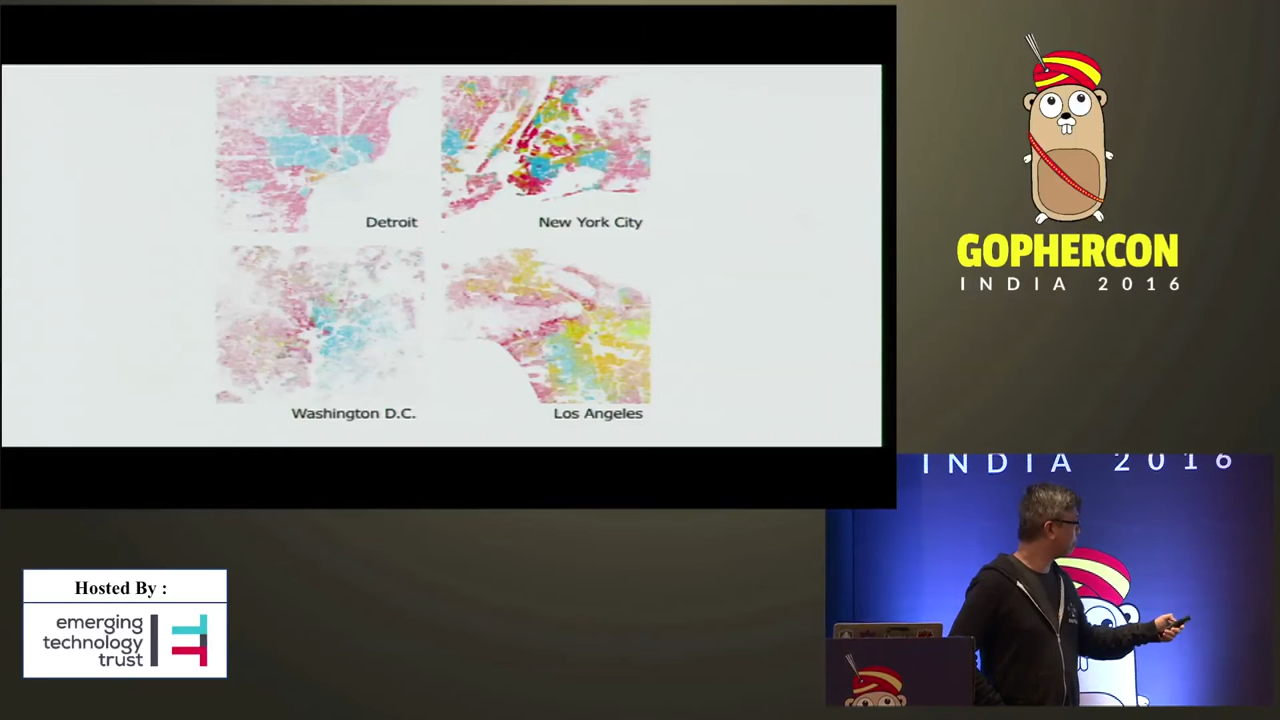 Detroit
New York City
Washington D.C.
Los Angeles
GOPHERCON
INDIA 2016
INDIA 2016
Hosted By :
emerging
technology
trust